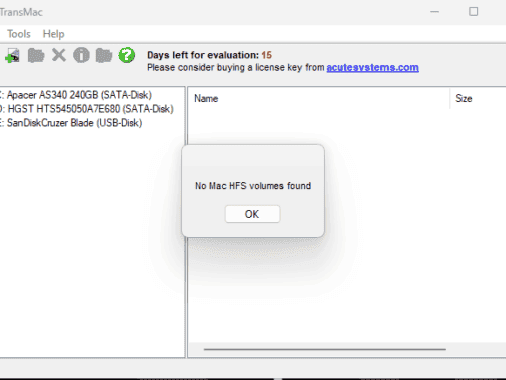 TransMac
Tools Help
Days left for evaluation: 15
Please consider buying a license key from acutesystems.com
: Apacer AS340 240GB (SATA-Disk)
: HGST HTS545050A7E680 (SATA-Disk)
: SanDiskCruzer Blade (USB-Disk)
Name Size
No Mac HFS volumes found
OK